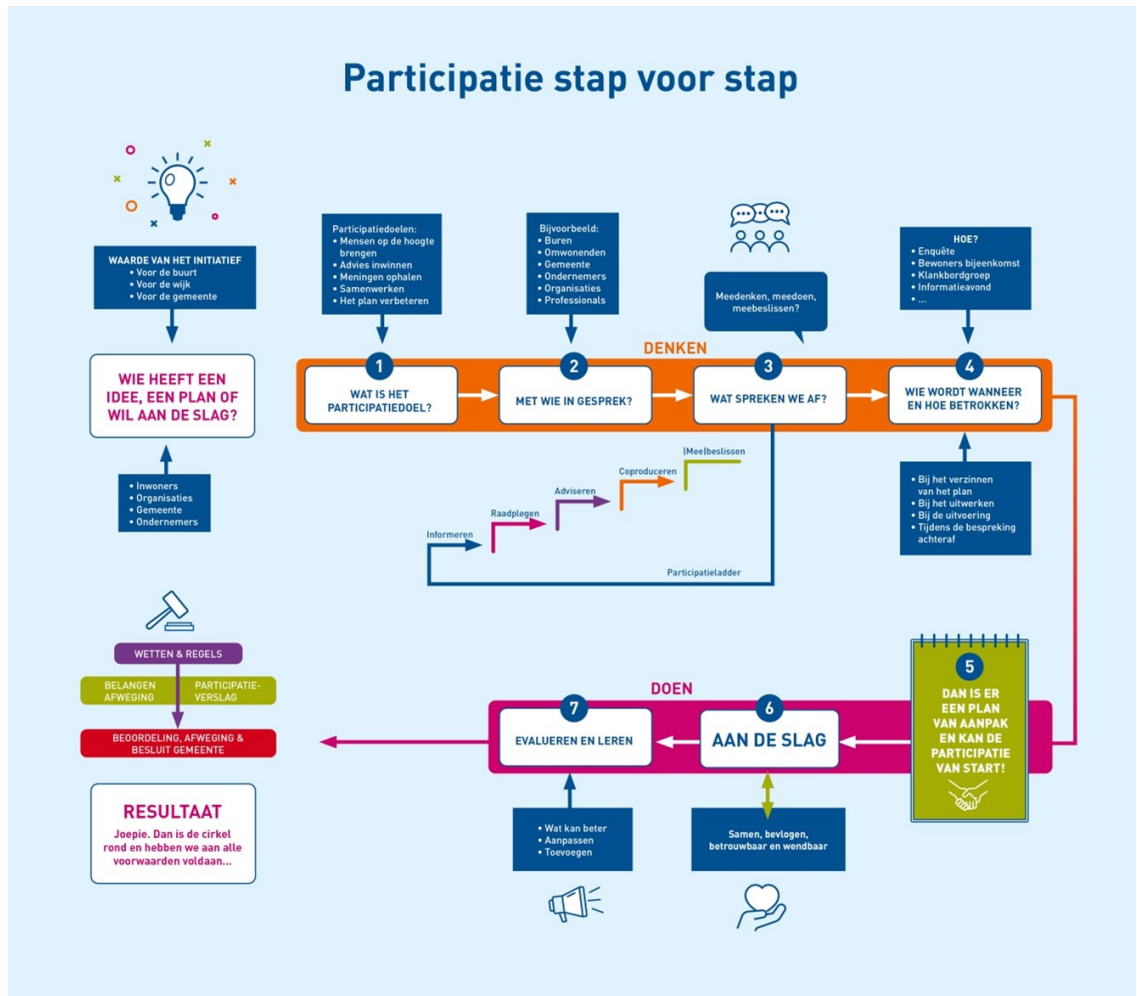 Participatie stap voor stap
WAARDE VAN HET INITIATIEF
• Voor de buurt
• Voor de wijk
• Voor de gemeente
WIE HEEFT EEN
IDEE, EEN PLAN OF
WIL AAN DE SLAG?
• Inwoners
• Organisaties
• Gemeente
• Ondernemers
Participatiedoelen:
• Mensen op de hoogte
brengen
• Advies inwinnen
• Meningen ophalen
• Samenwerken
• Het plan verbeteren
Bijvoorbeeld:
• Buren
• Omwonenden
• Gemeente
• Ondernemers
• Organisaties
• Professionals
Meedenken, meedoen,
meebeslissen?
HOE?
• Enquête
• Bewoners bijeenkomst
• Klankbordgroep
• Informatieavond
• ...
DENKEN
1
WAT IS HET
PARTICIPATIEDOEL?
2
MET WIE IN GESPREK?
3
WAT SPREKEN WE AF?
4
WIE WORDT WANNEER
EN HOE BETROKKEN?
• Bij het verzinnen
van het plan
• Bij het uitwerken
• Bij de uitvoering
• Tijdens de bespreking
achteraf
(Mee)beslissen
Coproduceren
Adviseren
Raadplegen
Informeren
Participatieladder
5
DAN IS ER
EEN PLAN
VAN AANPAK
EN KAN DE
PARTICIPATIE
VAN START!
DOEN
6
AAN DE SLAG
7
EVALUEREN EN LEREN
Samen, bevlogen,
betrouwbaar en wendbaar
• Wat kan beter
• Aanpassen
• Toevoegen
WETTEN & REGELS
BELANGEN
AFWEGING
PARTICIPATIE-
VERSLAG
BEOORDELING, AFWEGING &
BESLUIT GEMEENTE
RESULTAAT
Joepie. Dan is de cirkel
rond en hebben we aan alle
voorwaarden voldaan...